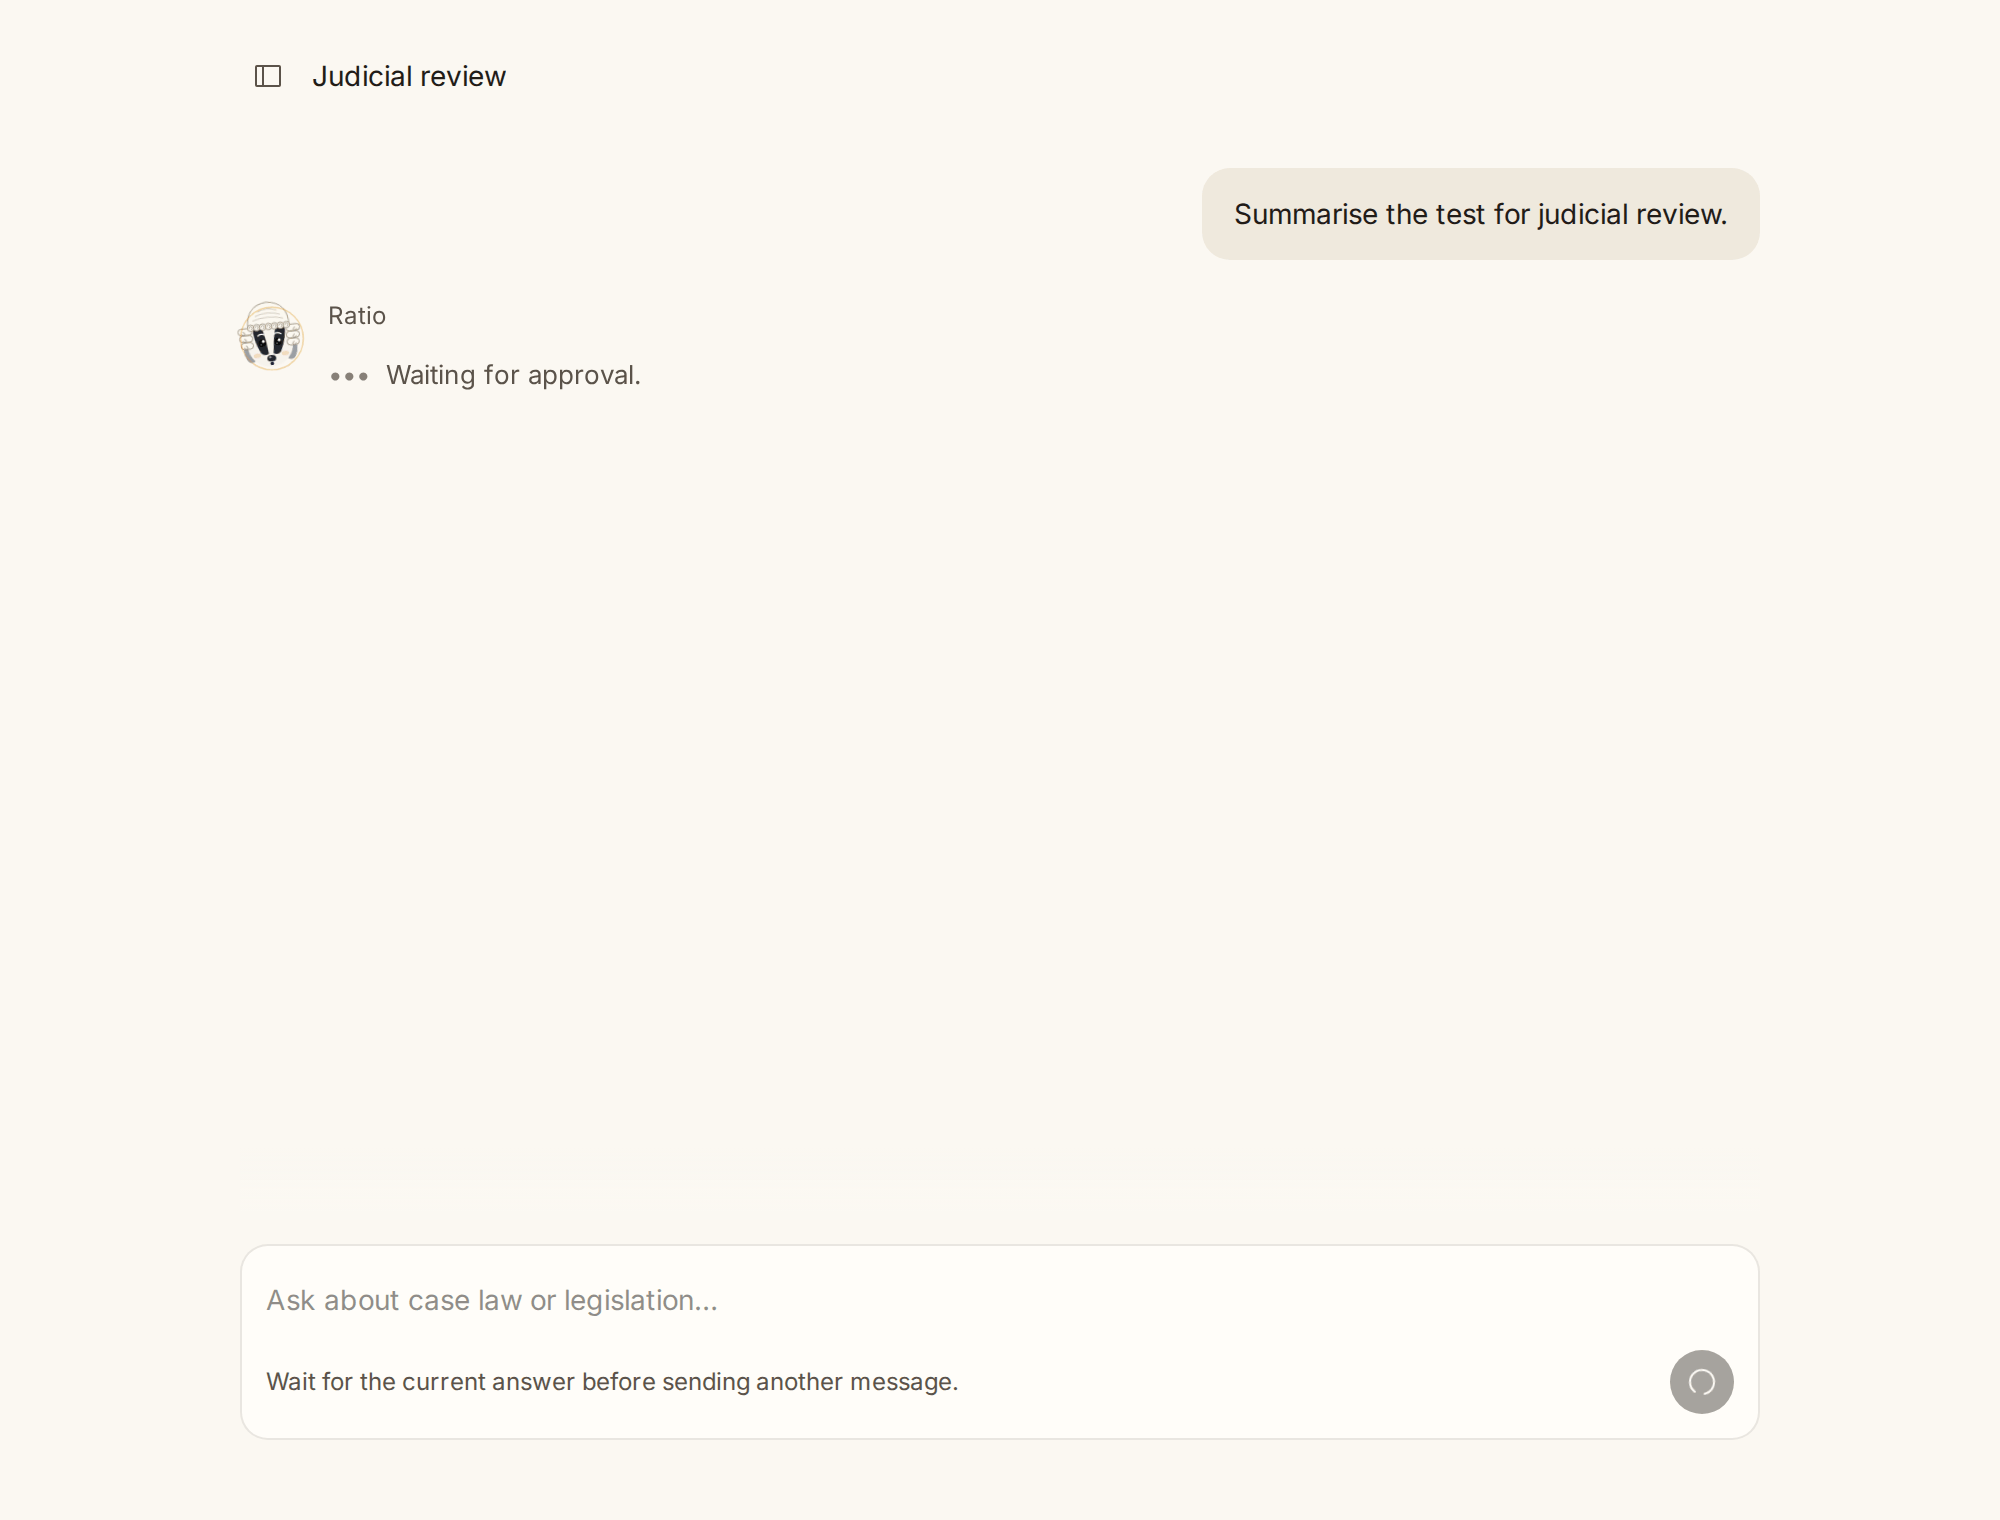 Judicial review
Summarise the test for judicial review.
Ratio
Waiting for approval.
Ask about case law or legislation...
Wait for the current answer before sending another message.